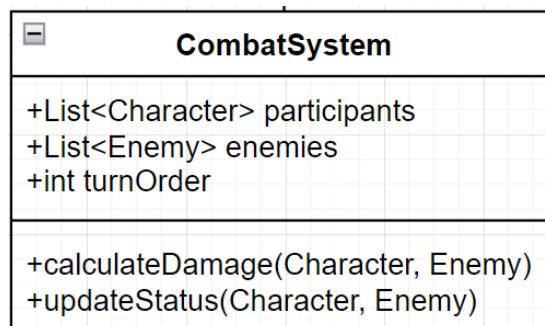 CombatSystem
+List<Character> participants
+List<Enemy> enemies
+int turnOrder
+calculateDamage(Character, Enemy)
+updateStatus(Character, Enemy)